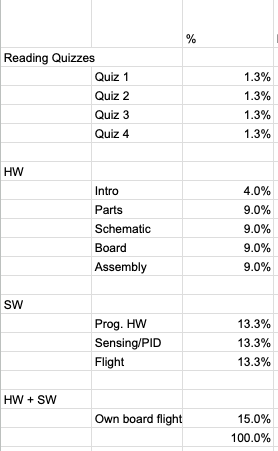 %
Reading Quizzes
Quiz 1 1.3%
Quiz 2 1.3%
Quiz 3 1.3%
Quiz 4 1.3%
HW
Intro 4.0%
Parts 9.0%
Schematic 9.0%
Board 9.0%
Assembly 9.0%
SW
Prog. HW 13.3%
Sensing/PID 13.3%
Flight 13.3%
HW + SW
Own board flight 15.0%
100.0%